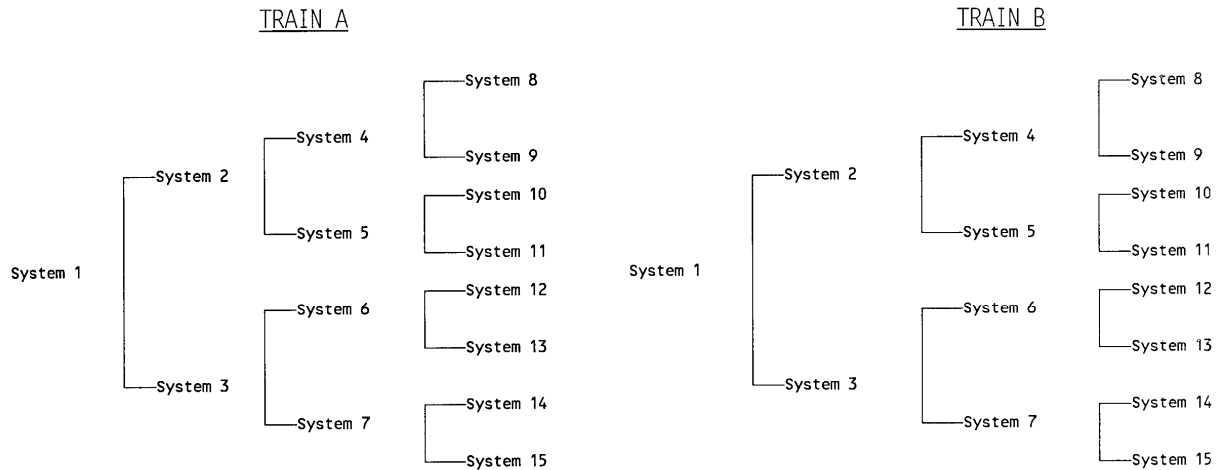 TRAIN A
System 1
System 2
System 3
System 4
System 5
System 6
System 7
System 8
System 9
System 10
System 11
System 12
System 13
System 14
System 15
TRAIN B
System 1
System 2
System 3
System 4
System 5
System 6
System 7
System 8
System 9
System 10
System 11
System 12
System 13
System 14
System 15